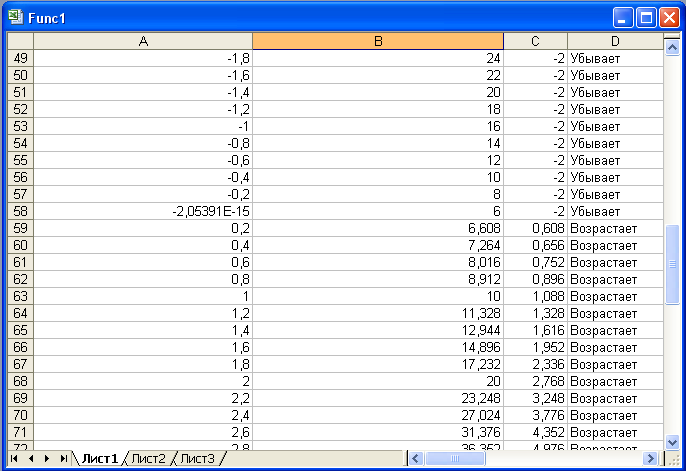 Func1
A B C D
49 -1,8 24 -2 Убывает
50 -1,6 22 -2 Убывает
51 -1,4 20 -2 Убывает
52 -1,2 18 -2 Убывает
53 -1 16 -2 Убывает
54 -0,8 14 -2 Убывает
55 -0,6 12 -2 Убывает
56 -0,4 10 -2 Убывает
57 -0,2 8 -2 Убывает
58 -2,05391E-15 6 -2 Убывает
59 0,2 6,608 0,608 Возрастает
60 0,4 7,264 0,656 Возрастает
61 0,6 8,016 0,752 Возрастает
62 0,8 8,912 0,896 Возрастает
63 1 10 1,088 Возрастает
64 1,2 11,328 1,328 Возрастает
65 1,4 12,944 1,616 Возрастает
66 1,6 14,896 1,952 Возрастает
67 1,8 17,232 2,336 Возрастает
68 2 20 2,768 Возрастает
69 2,2 23,248 3,248 Возрастает
70 2,4 27,024 3,776 Возрастает
71 2,6 31,376 4,352 Возрастает
72 2,8 36,352 4,976 Возрастает
Лист1 Лист2 Лист3